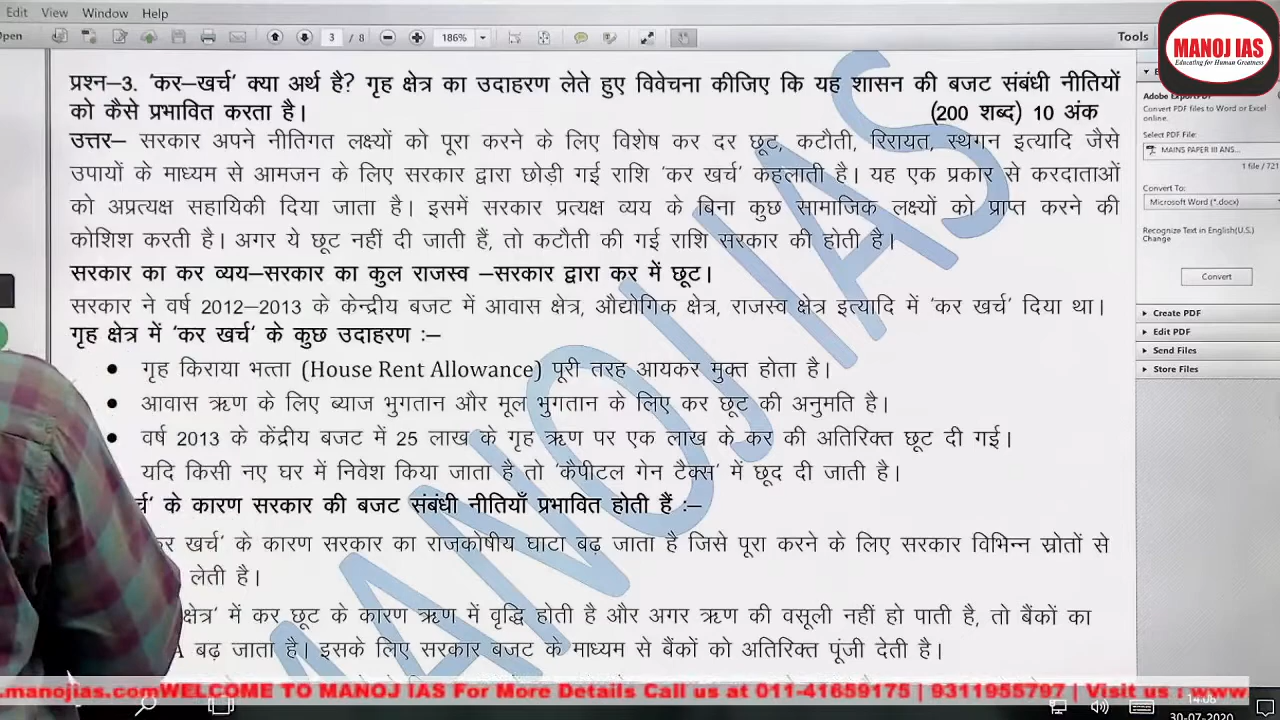 Edit View Window Help
MANOJ IAS
Educating for Human Greatness
Open 3 / 8 186% Tools
प्रश्न–3. 'कर–खर्च' क्या अर्थ है? गृह क्षेत्र का उदाहरण लेते हुए विवेचना कीजिए कि यह शासन की बजट संबंधी नीतियों
को कैसे प्रभावित करता है। (200 शब्द) 10 अंक
उत्तर– सरकार अपने नीतिगत लक्ष्यों को पूरा करने के लिए विशेष कर दर छूट, कटौती, रिरायत, स्थगन इत्यादि जैसे
उपायों के माध्यम से आमजन के लिए सरकार द्वारा छोड़ी गई राशि 'कर खर्च' कहलाती है। यह एक प्रकार से करदाताओं
को अप्रत्यक्ष सहायिकी दिया जाता है। इसमें सरकार प्रत्यक्ष व्यय के बिना कुछ सामाजिक लक्ष्यों को प्राप्त करने की
कोशिश करती है। अगर ये छूट नहीं दी जाती हैं, तो कटौती की गई राशि सरकार की होती है।
सरकार का कर व्यय–सरकार का कुल राजस्व –सरकार द्वारा कर में छूट।
सरकार ने वर्ष 2012–2013 के केन्द्रीय बजट में आवास क्षेत्र, औद्योगिक क्षेत्र, राजस्व क्षेत्र इत्यादि में 'कर खर्च' दिया था।
गृह क्षेत्र में 'कर खर्च' के कुछ उदाहरण :–
● गृह किराया भत्ता (House Rent Allowance) पूरी तरह आयकर मुक्त होता है।
● आवास ऋण के लिए ब्याज भुगतान और मूल भुगतान के लिए कर छूट की अनुमति है।
● वर्ष 2013 के केंद्रीय बजट में 25 लाख के गृह ऋण पर एक लाख के कर की अतिरिक्त छूट दी गई।
यदि किसी नए घर में निवेश किया जाता है तो 'कैपीटल गेन टैक्स' में छूद दी जाती है।
के कारण सरकार की बजट संबंधी नीतियाँ प्रभावित होती हैं :–
खर्च' के कारण सरकार का राजकोषीय घाटा बढ़ जाता है जिसे पूरा करने के लिए सरकार विभिन्न स्रोतों से
लेती है।
क्षेत्र' में कर छूट के कारण ऋण में वृद्धि होती है और अगर ऋण की वसूली नहीं हो पाती है, तो बैंकों का
बढ़ जाता है। इसके लिए सरकार बजट के माध्यम से बैंकों को अतिरिक्त पूंजी देती है।
MANOJ IAS
Adobe ExportPDF
Convert PDF files to Word or Excel
online.
Select PDF File:
MAINS PAPER III ANS...
1 file / 721
Convert To:
Microsoft Word (*.docx)
Recognize Text in English(U.S.)
Change
Convert
Create PDF
Edit PDF
Send Files
Store Files
.manojias.comWELCOME TO MANOJ IAS For More Details Call us at 011-41659175 | 9311955797 | Visit us : www
14:08
30-07-2020